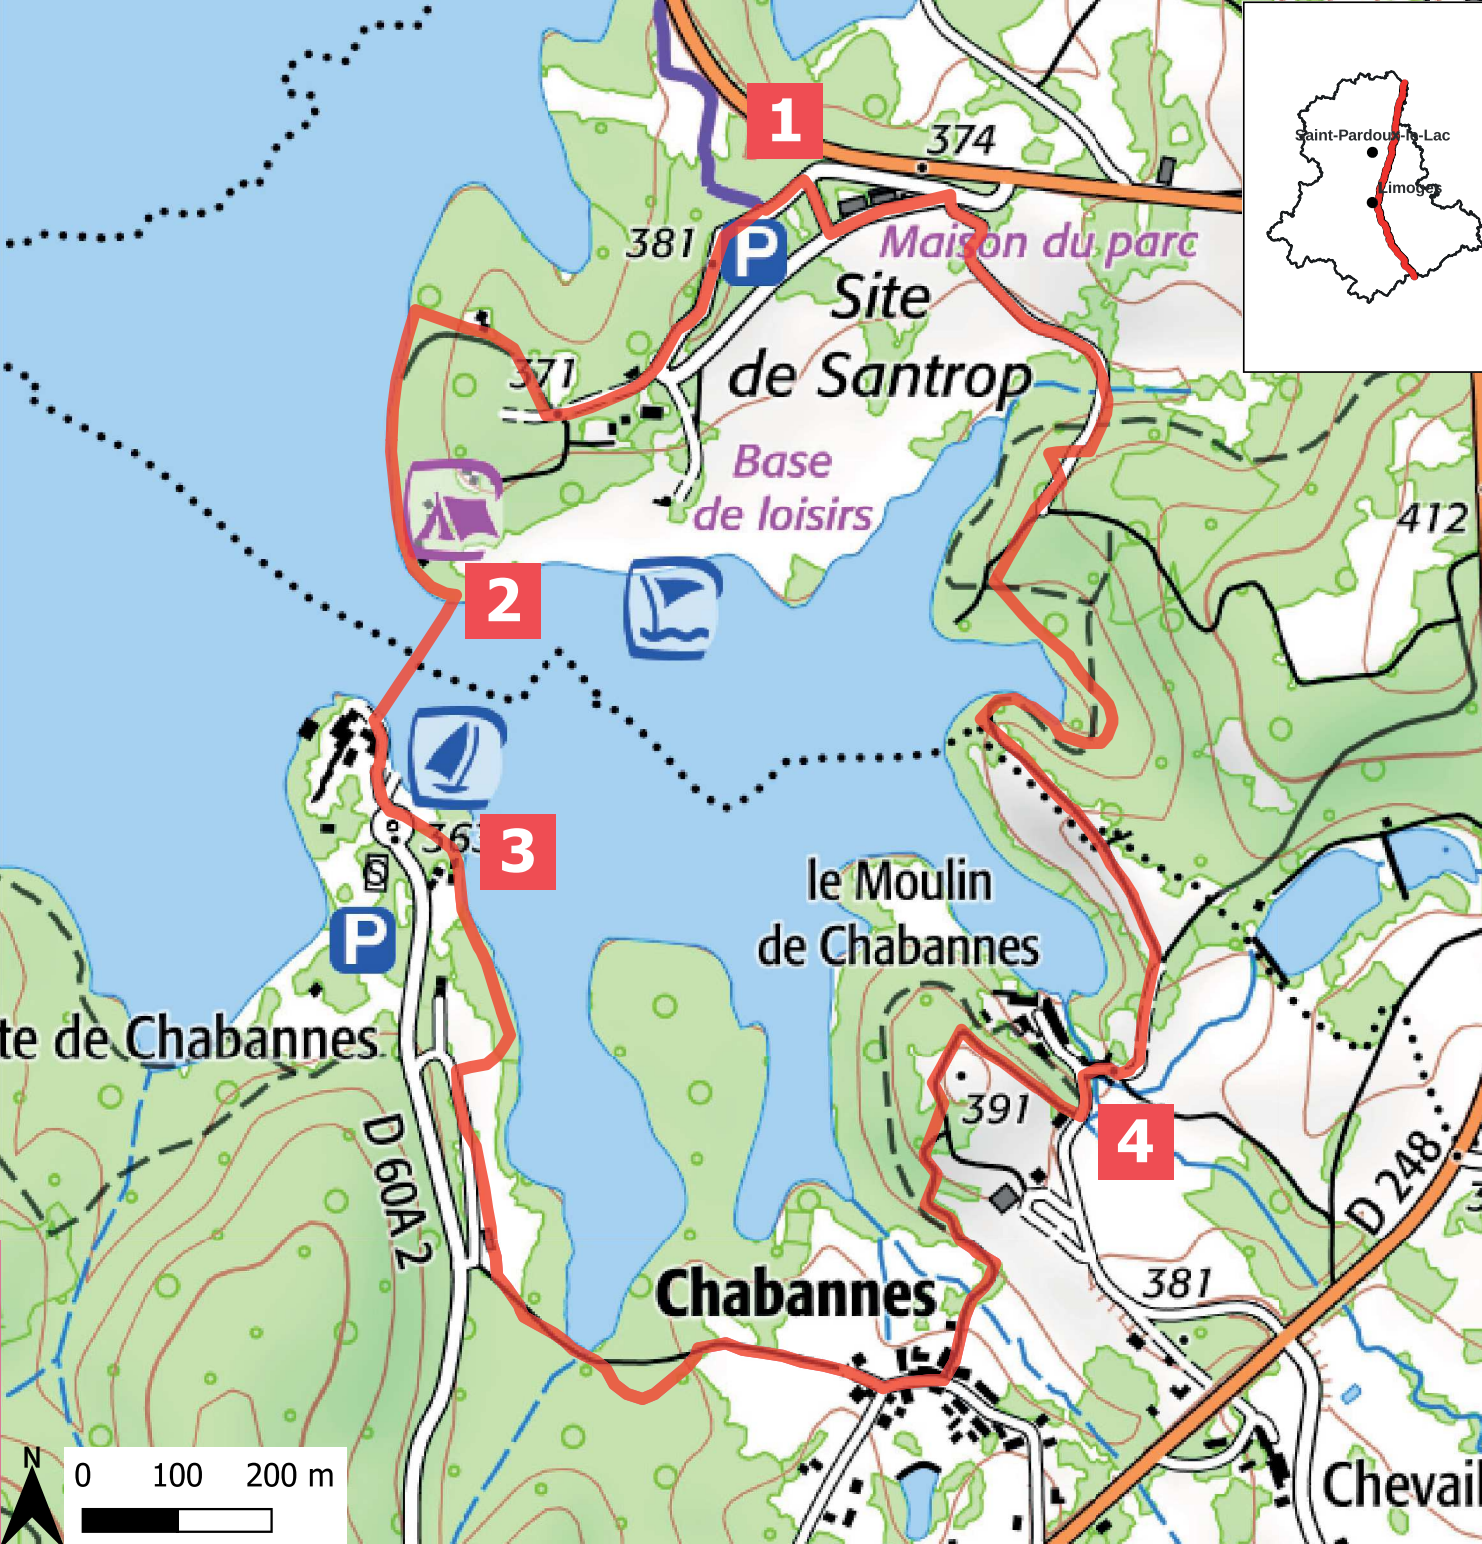 1
374
Saint-Pardoux-le-Lac
Limoges
381
P
Maison du parc
Site
de Santrop
371
Base
de loisirs
412
2
363
3
S
P
le Moulin
de Chabannes
te de Chabannes
391
4
D 60A2
D 248
381
Chabannes
Chevail
N
0 100 200 m